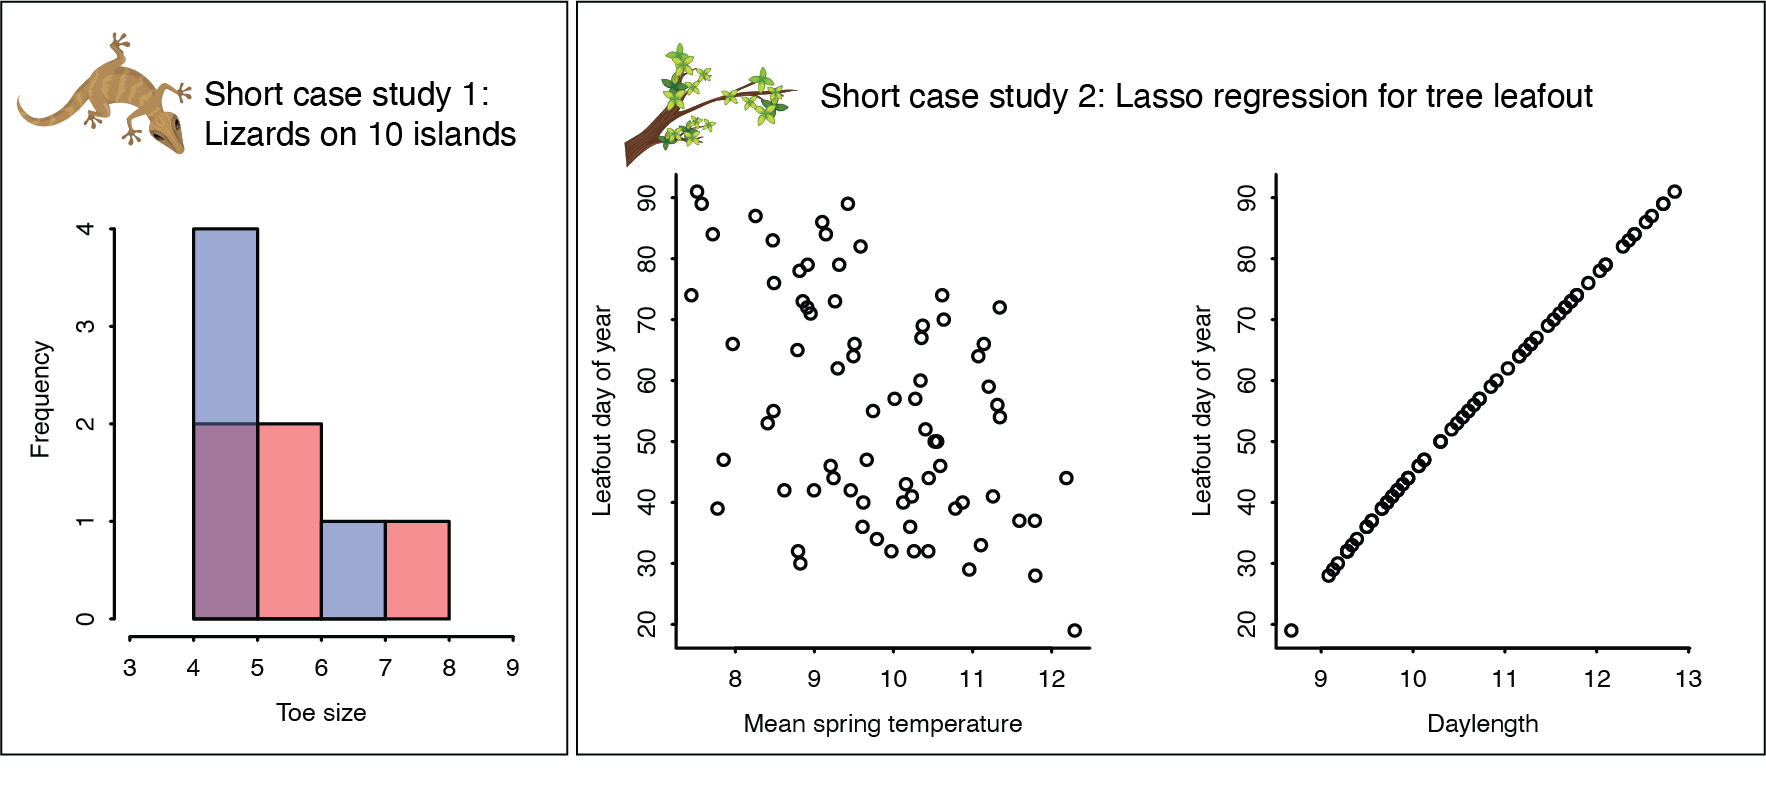 Short case study 1:
Lizards on 10 islands
Frequency
4
3
2
1
0
3 4 5 6 7 8 9
Toe size
Short case study 2: Lasso regression for tree leafout
Leafout day of year
90
80
70
60
50
40
30
20
8 9 10 11 12
Mean spring temperature
Leafout day of year
90
80
70
60
50
40
30
20
9 10 11 12 13
Daylength